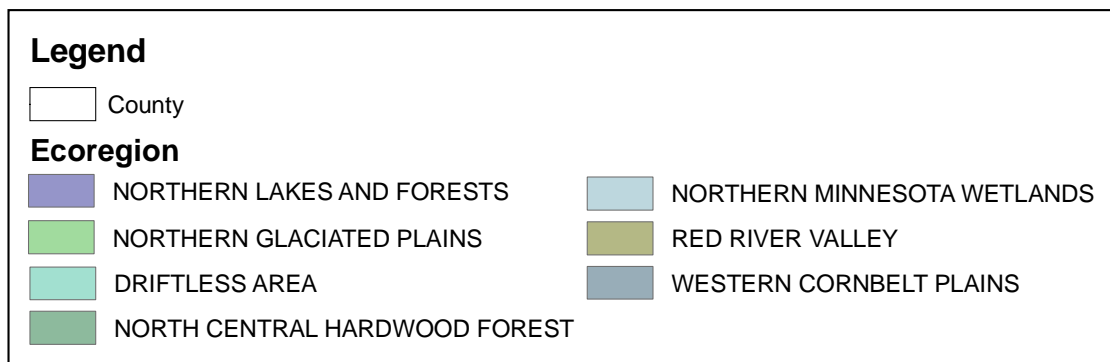 Legend
County
Ecoregion
NORTHERN LAKES AND FORESTS
NORTHERN GLACIATED PLAINS
DRIFTLESS AREA
NORTH CENTRAL HARDWOOD FOREST
NORTHERN MINNESOTA WETLANDS
RED RIVER VALLEY
WESTERN CORNBELT PLAINS